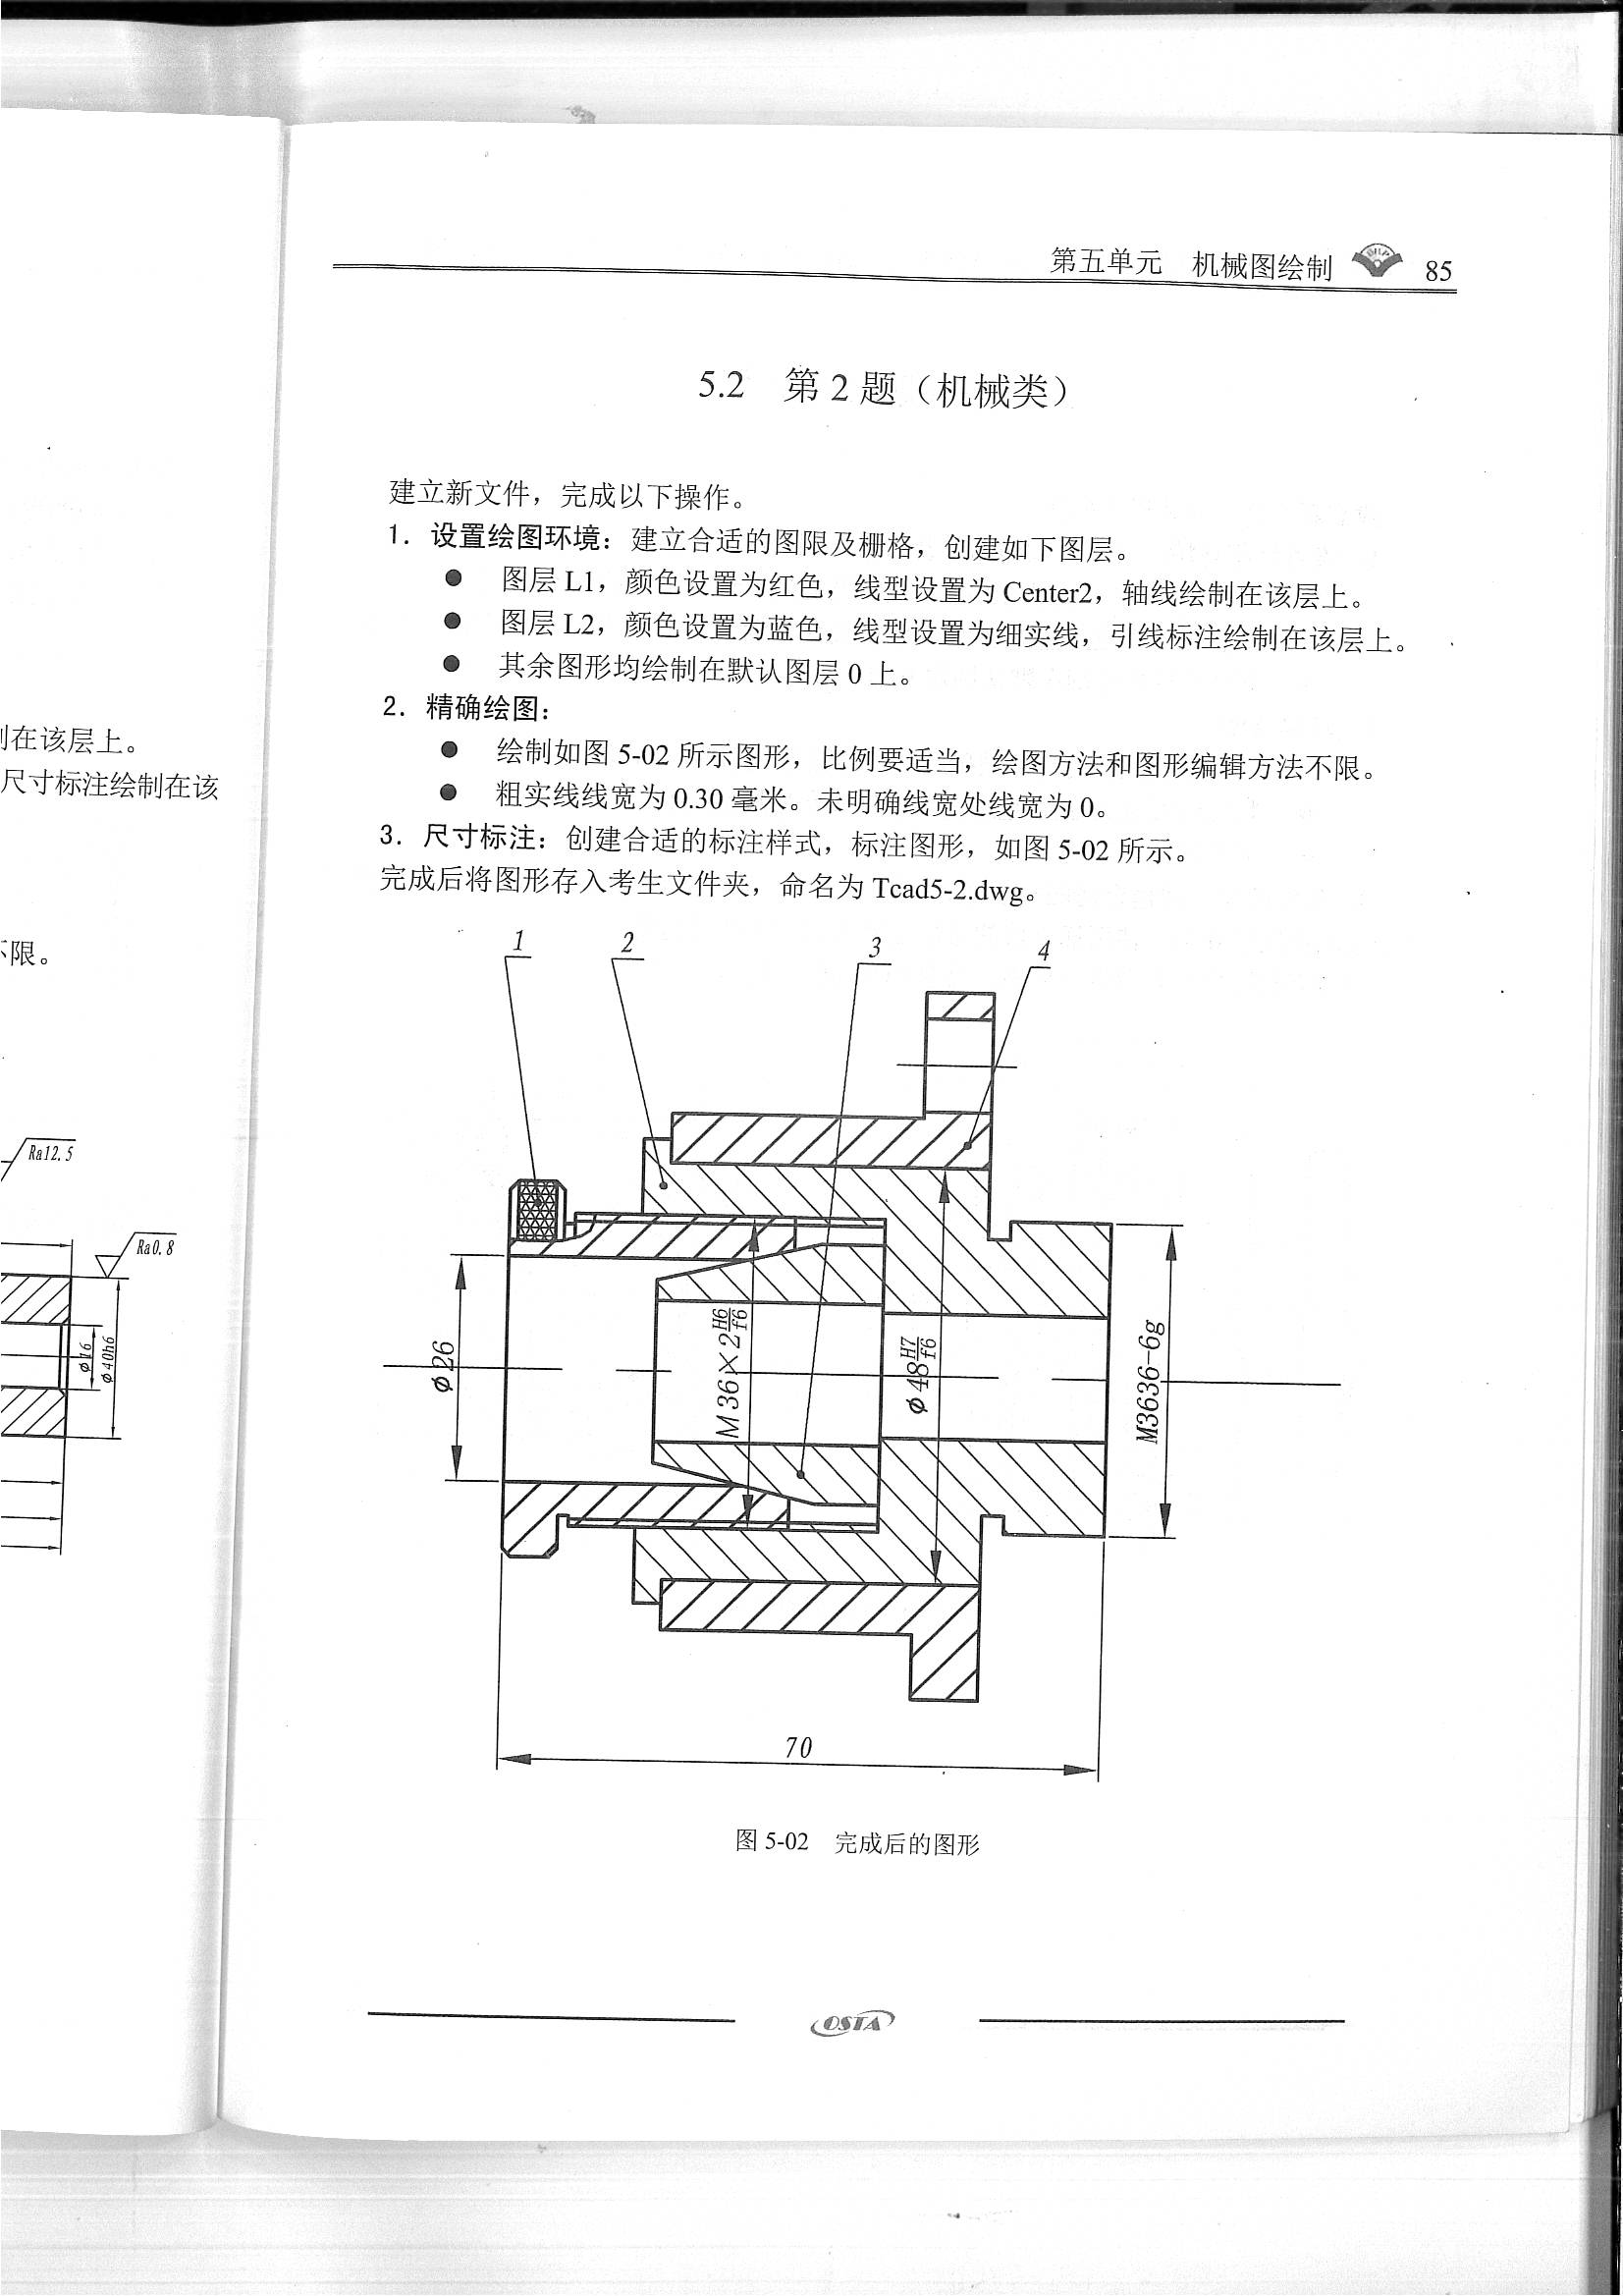 第五单元 机械图绘制 85
5.2 第2题(机械类)
建立新文件,完成以下操作。
1. 设置绘图环境:建立合适的图限及栅格,创建如下图层。
● 图层 L1,颜色设置为红色,线型设置为 Center2,轴线绘制在该层上。
● 图层 L2,颜色设置为蓝色,线型设置为细实线,引线标注绘制在该层上。
● 其余图形均绘制在默认图层 0 上。
2. 精确绘图:
● 绘制如图 5-02 所示图形,比例要适当,绘图方法和图形编辑方法不限。
● 粗实线线宽为 0.30 毫米。未明确线宽处线宽为 0。
3. 尺寸标注:创建合适的标注样式,标注图形,如图 5-02 所示。
完成后将图形存入考生文件夹,命名为 Tcad5-2.dwg。
在该层上。
尺寸标注绘制在该
不限。
Ra12.5
Ra0.8
φ16
φ40h6
1
2
3
4
φ26
M36×2 H6/f6
φ48 H7/f6
M3636-6g
70
图 5-02 完成后的图形
OSTA